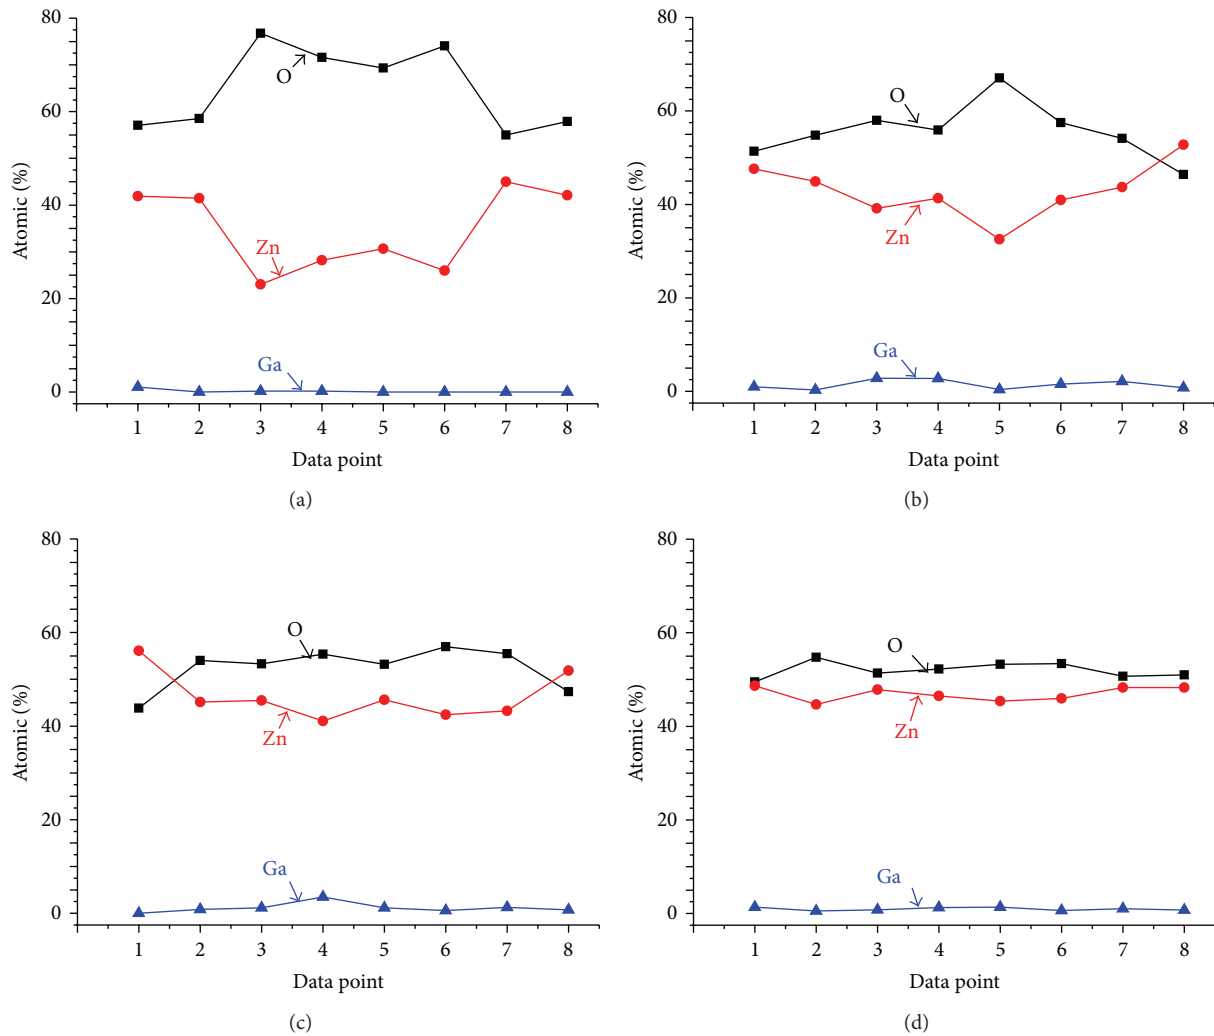 80
60
40
20
0
Atomic (%)
O
Zn
Ga
1 2 3 4 5 6 7 8
Data point
(a)
80
60
40
20
0
Atomic (%)
O
Zn
Ga
1 2 3 4 5 6 7 8
Data point
(b)
80
60
40
20
0
Atomic (%)
O
Zn
Ga
1 2 3 4 5 6 7 8
Data point
(c)
80
60
40
20
0
Atomic (%)
O
Zn
Ga
1 2 3 4 5 6 7 8
Data point
(d)